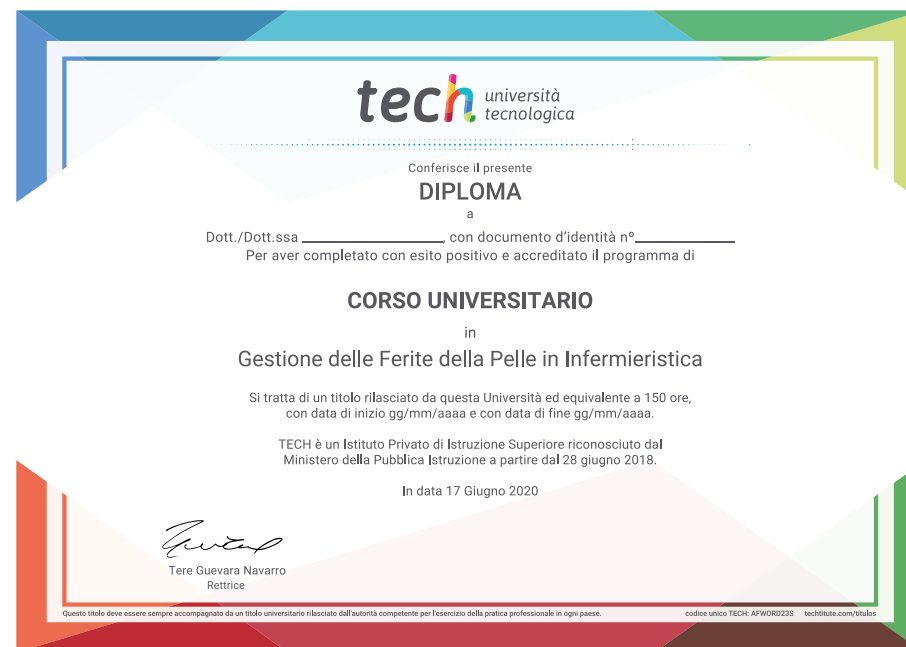 tech università
tecnologica
Conferisce il presente
DIPLOMA
a
Dott./Dott.ssa ____________________, con documento d'identità nº______________
Per aver completato con esito positivo e accreditato il programma di
CORSO UNIVERSITARIO
in
Gestione delle Ferite della Pelle in Infermieristica
Si tratta di un titolo rilasciato da questa Università ed equivalente a 150 ore,
con data di inizio gg/mm/aaaa e con data di fine gg/mm/aaaa.
TECH è un Istituto Privato di Istruzione Superiore riconosciuto dal
Ministero della Pubblica Istruzione a partire dal 28 giugno 2018.
In data 17 Giugno 2020
Tere Guevara Navarro
Rettrice
Questo titolo deve essere sempre accompagnato da un titolo universitario rilasciato dall'autorità competente per l'esercizio della pratica professionale in ogni paese. codice unico TECH: AFWORD23S techtitute.com/títulos